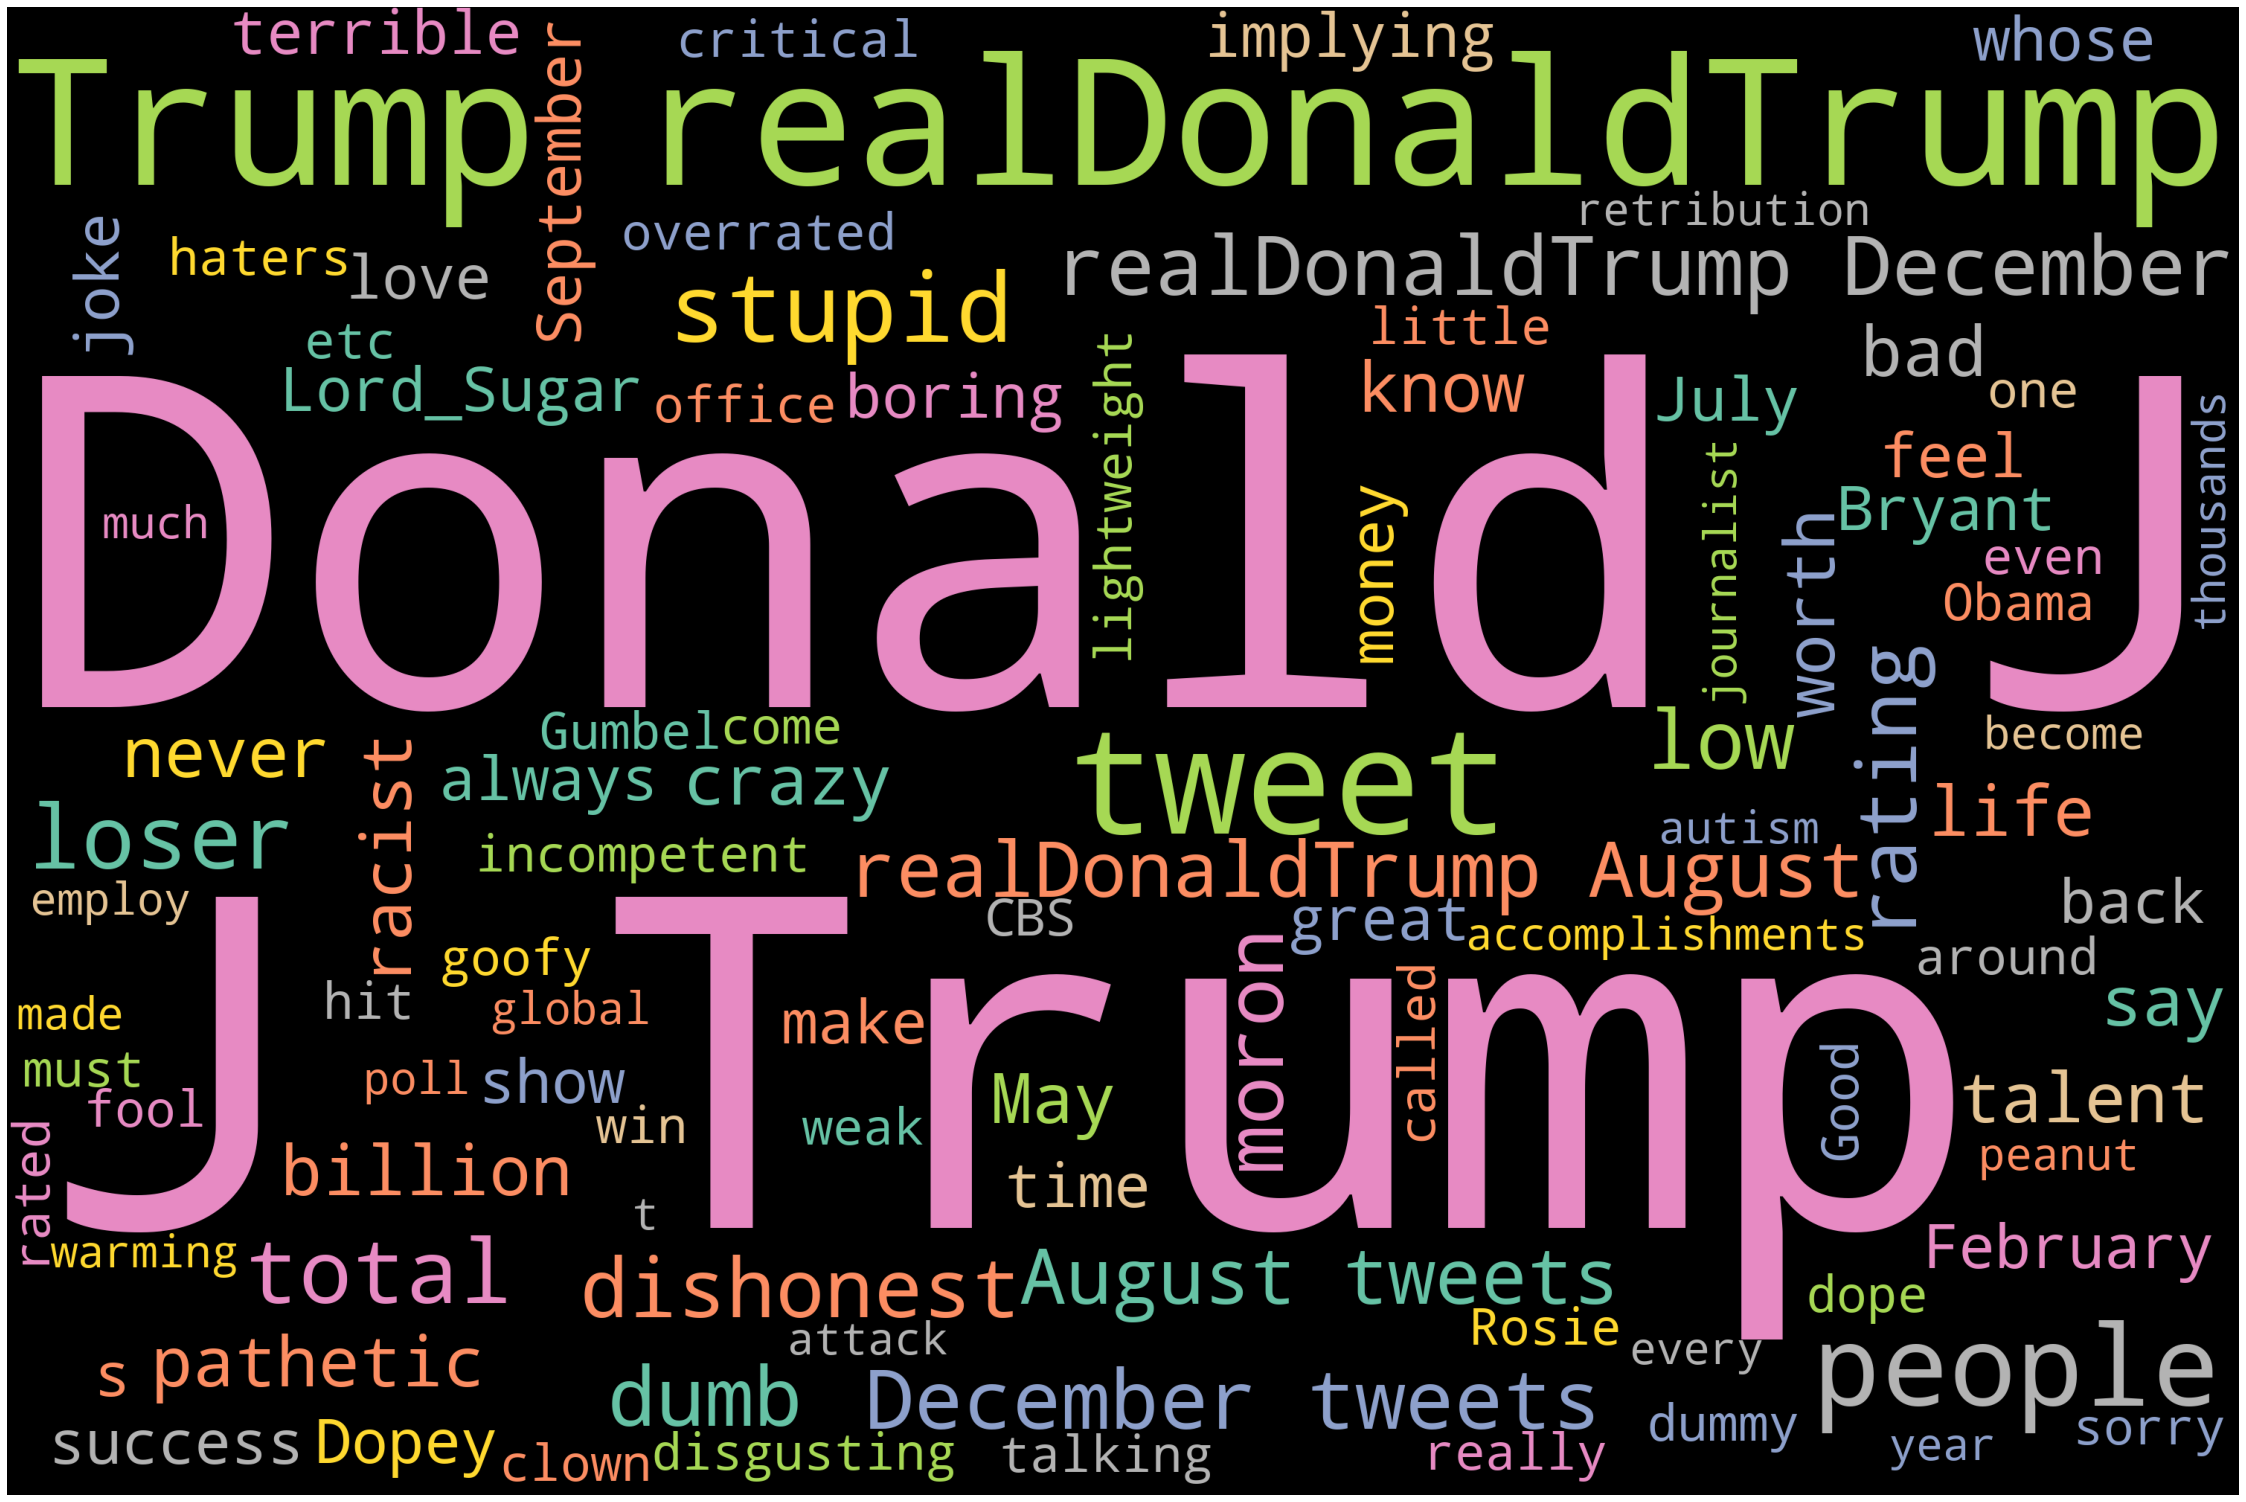 terrible
critical
implying
whose
Trump realDonaldTrump
September
retribution
joke
haters
love
overrated
realDonaldTrump December
stupid
etc
little
bad
Lord_Sugar
office
boring
lightweight
know
July
one
thousands
Donald J
much
money
journalist
worth
feel
Bryant
even
Obama
rating
never
racist
Gumbel
come
tweet
low
become
always
crazy
loser
autism
life
incompetent
realDonaldTrump August
employ
J Trump
CBS
great
accomplishments
back
goofy
moron
called
around
made
hit
global
make
say
must
fool
poll
show
weak
May
Good
talent
rated
win
peanut
billion
t
time
warming
total
dishonest
August tweets
February
dope
Rosie
s
pathetic
attack
every
people
dumb
December tweets
success
Dopey
clown
disgusting
talking
really
dummy
year
sorry